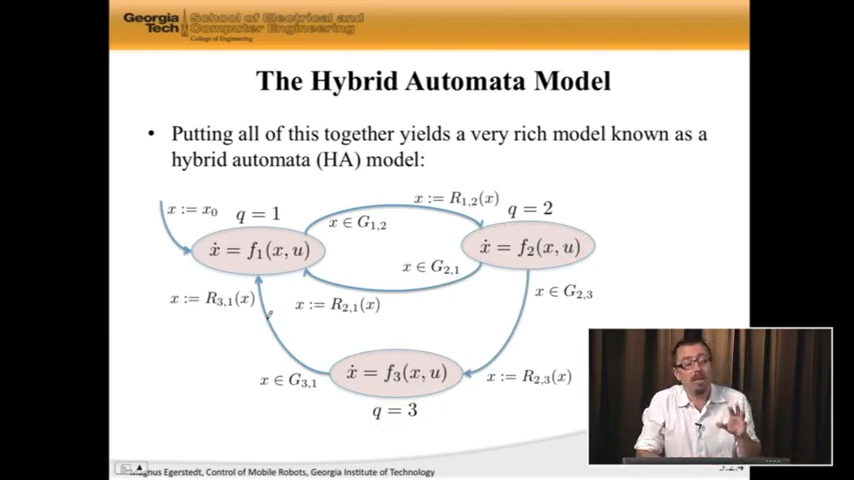 Georgia Tech
School of Electrical and
Computer Engineering
College of Engineering
The Hybrid Automata Model
• Putting all of this together yields a very rich model known as a
hybrid automata (HA) model:
x := R₁,₂(x)
x := x₀
q = 1
q = 2
x ∈ G₁,₂
ẋ = f₁(x, u)
ẋ = f₂(x, u)
x ∈ G₂,₁
x ∈ G₂,₃
x := R₃,₁(x)
x := R₂,₁(x)
x ∈ G₃,₁
ẋ = f₃(x, u)
x := R₂,₃(x)
q = 3
Magnus Egerstedt, Control of Mobile Robots, Georgia Institute of Technology